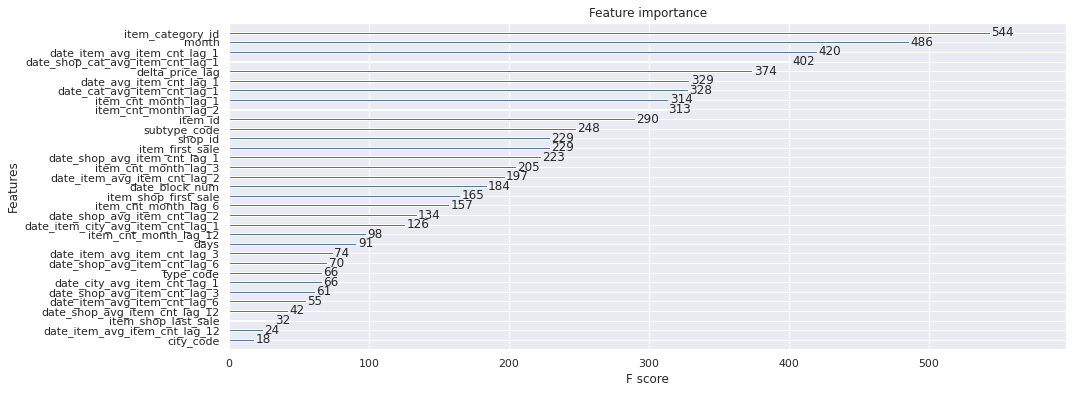 Feature importance
item_category_id 544
month 486
date_item_avg_item_cnt_lag_1 420
date_shop_cat_avg_item_cnt_lag_1 402
delta_price_lag 374
date_avg_item_cnt_lag_1 329
date_cat_avg_item_cnt_lag_1 328
item_cnt_month_lag_1 314
item_cnt_month_lag_2 313
item_id 290
subtype_code 248
shop_id 229
item_first_sale 229
date_shop_avg_item_cnt_lag_1 223
item_cnt_month_lag_3 205
date_item_avg_item_cnt_lag_2 197
date_block_num 184
item_shop_first_sale 165
item_cnt_month_lag_6 157
date_shop_avg_item_cnt_lag_2 134
date_item_city_avg_item_cnt_lag_1 126
item_cnt_month_lag_12 98
days 91
date_item_avg_item_cnt_lag_3 74
date_shop_avg_item_cnt_lag_6 70
type_code 66
date_city_avg_item_cnt_lag_1 66
date_shop_avg_item_cnt_lag_3 61
date_item_avg_item_cnt_lag_6 55
date_shop_avg_item_cnt_lag_12 42
item_shop_last_sale 32
date_item_avg_item_cnt_lag_12 24
city_code 18
Features
0 100 200 300 400 500
F score